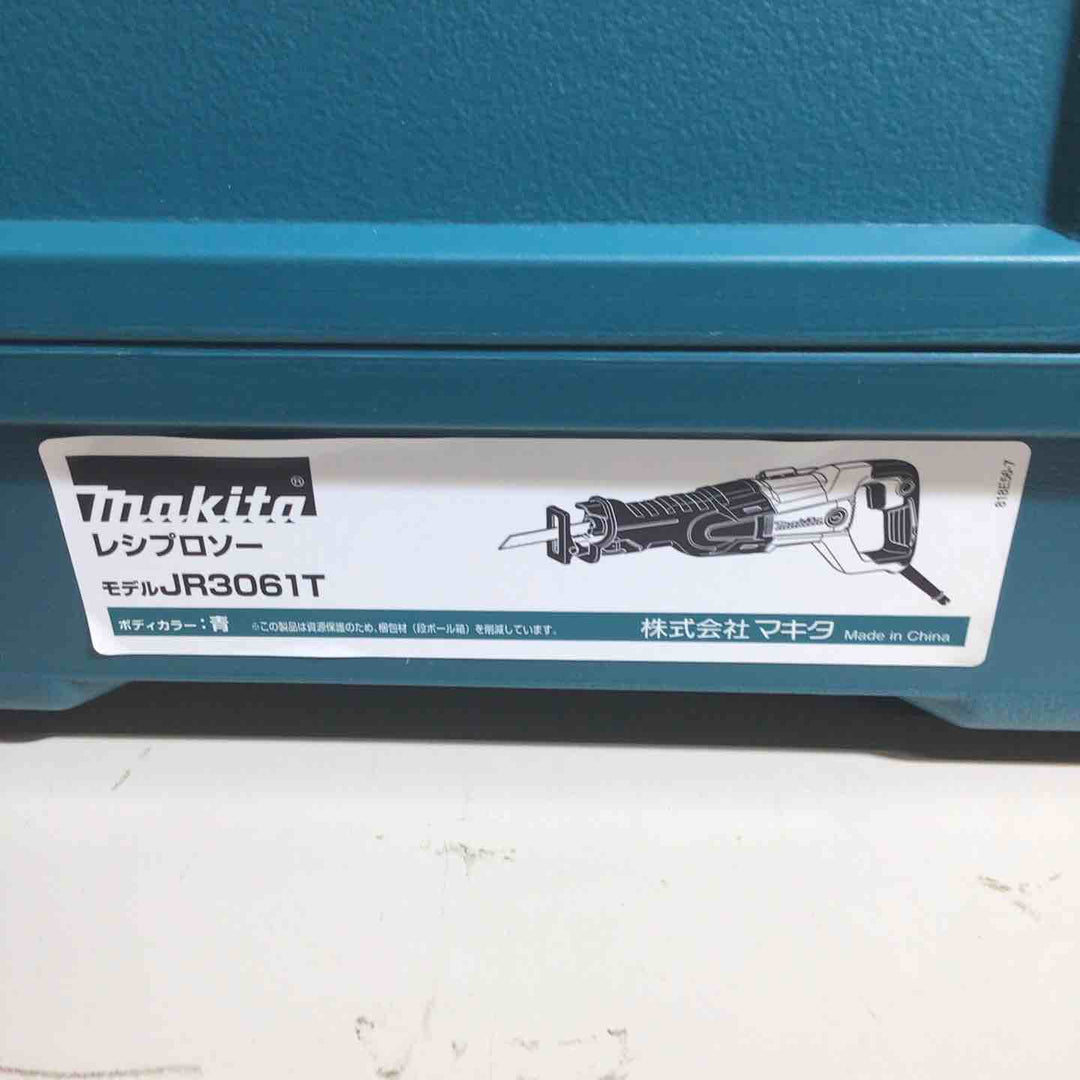 makita®
レシプロソー
モデルJR3061T
ボディカラー：青 ※この製品は資源保護のため、梱包材（段ボール箱）を削減しています。 株式会社 マキタ Made in China
makita
818E56-7